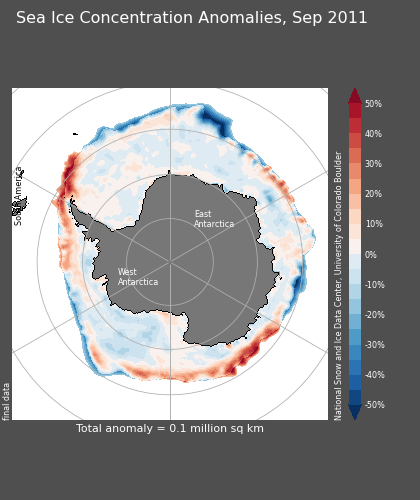 Sea Ice Concentration Anomalies, Sep 2011
South America
East
Antarctica
West
Antarctica
50%
40%
30%
20%
10%
0%
-10%
-20%
-30%
-40%
-50%
National Snow and Ice Data Center, University of Colorado Boulder
final data
Total anomaly = 0.1 million sq km